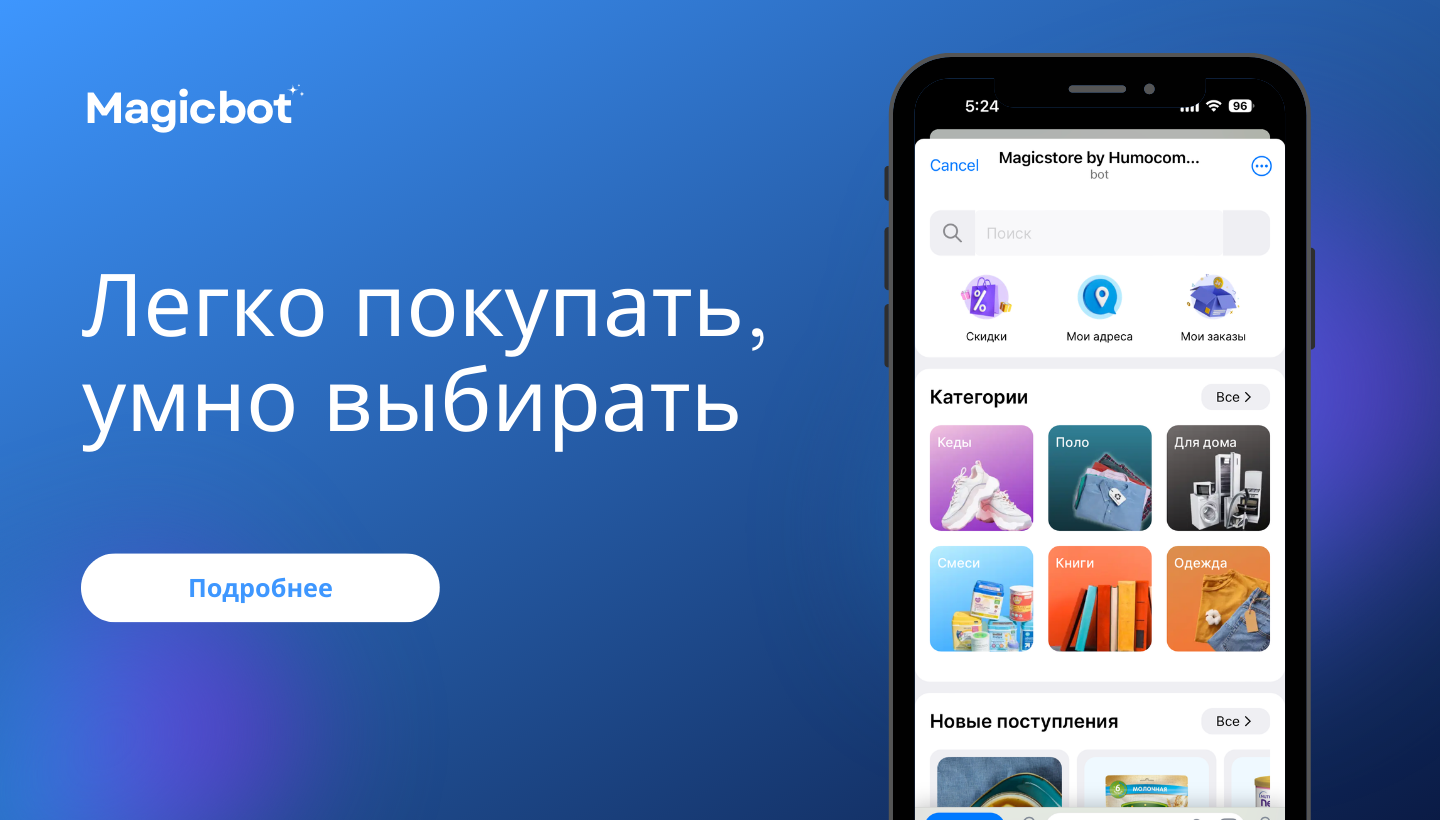 Magicbot
Легко покупать,
умно выбирать
Подробнее
5:24
96
Cancel
Magicstore by Humocom...
bot
Поиск
Скидки
Мои адреса
Мои заказы
Категории
Все
Кеды
Поло
Для дома
Смеси
Книги
Одежда
Новые поступления
Все
6
МОЛОЧНАЯ